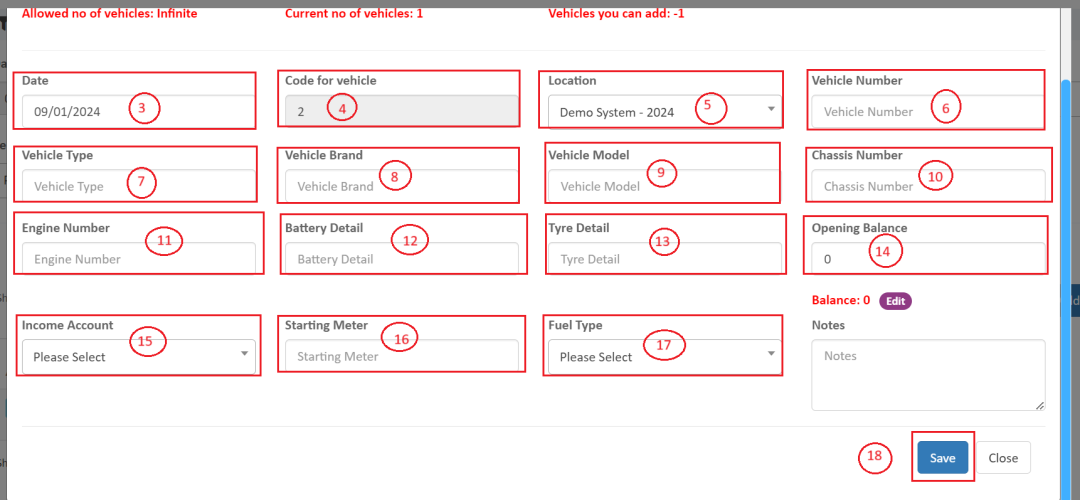 Allowed no of vehicles: Infinite Current no of vehicles: 1 Vehicles you can add: -1
Date Code for vehicle Location Vehicle Number
09/01/2024 3 2 4 Demo System - 2024 5 Vehicle Number 6
Vehicle Type Vehicle Brand Vehicle Model Chassis Number
Vehicle Type 7 Vehicle Brand 8 Vehicle Model 9 Chassis Number 10
Engine Number Battery Detail Tyre Detail Opening Balance
Engine Number 11 Battery Detail 12 Tyre Detail 13 0 14
Balance: 0 Edit
Income Account Starting Meter Fuel Type Notes
Please Select 15 Starting Meter 16 Please Select 17 Notes
18 Save Close